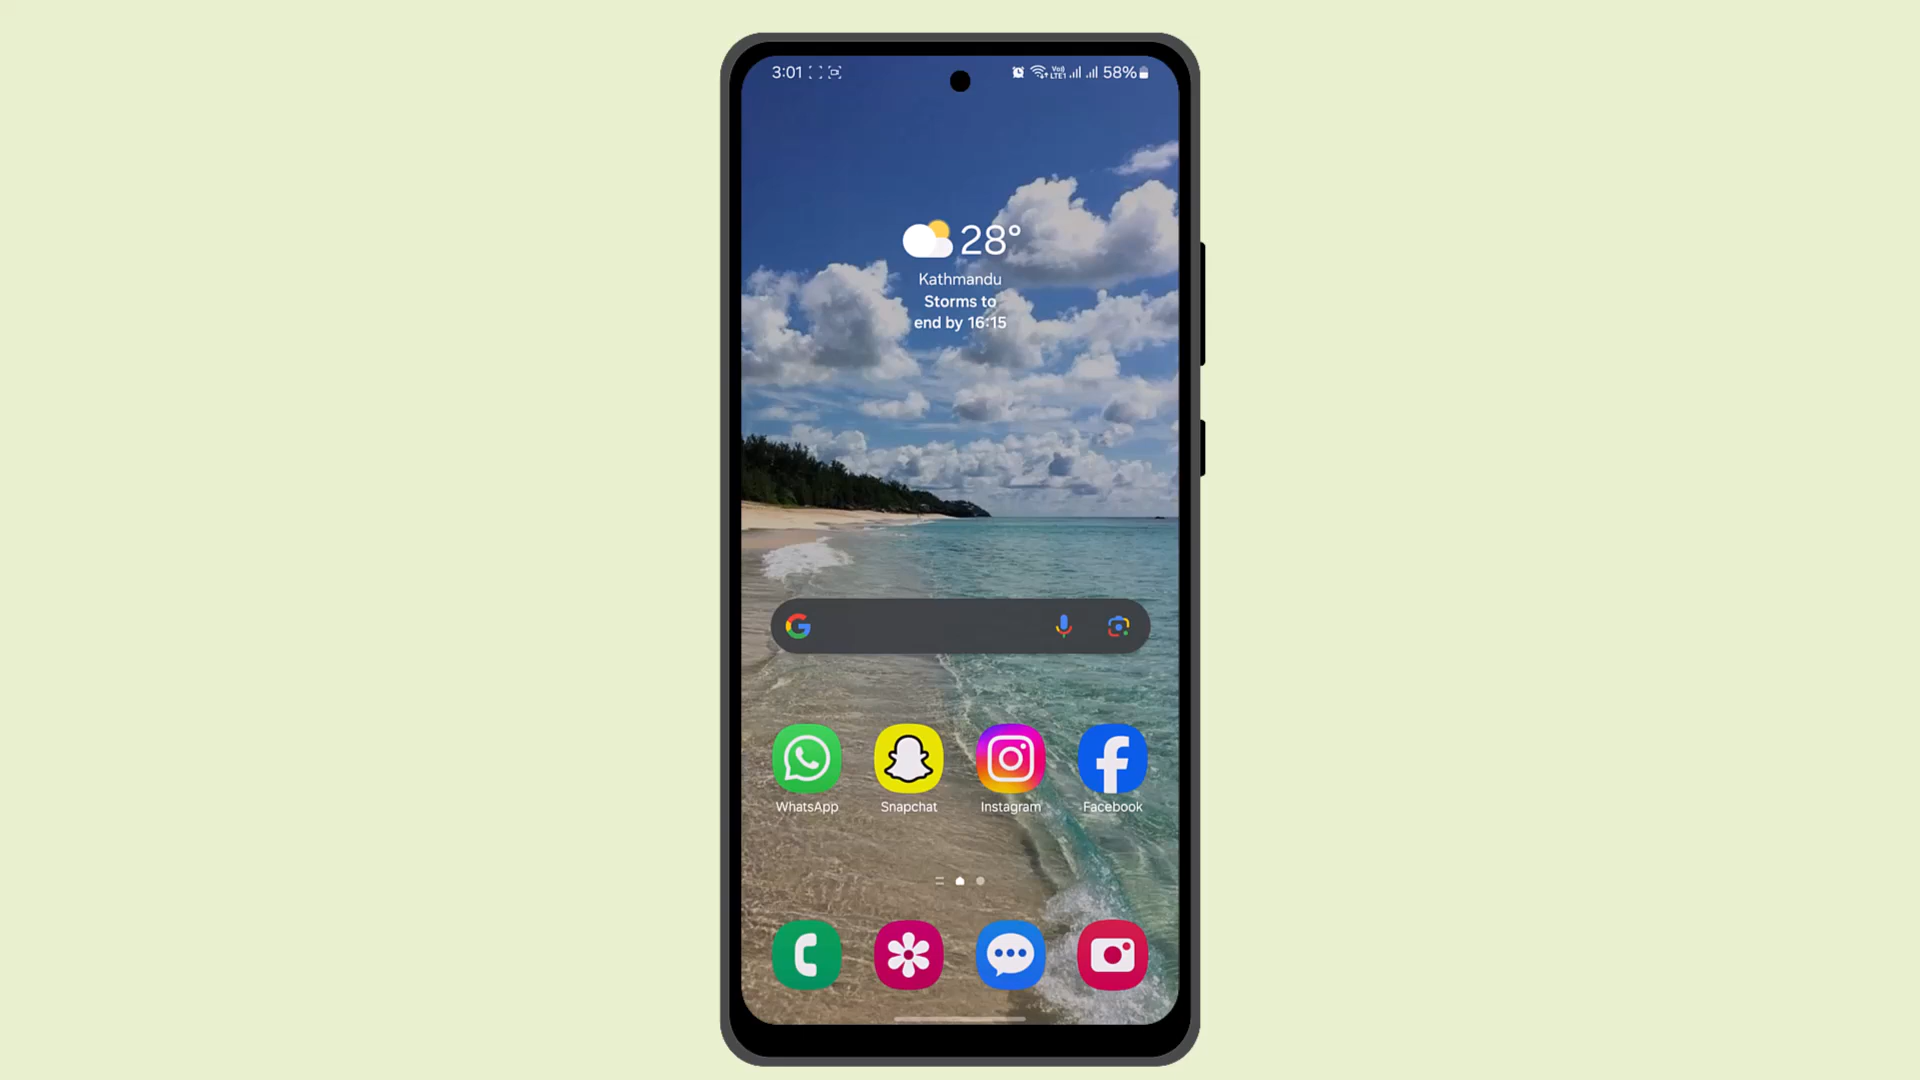 3:01
58%
28°
Kathmandu
Storms to
end by 16:15
WhatsApp
Snapchat
Instagram
Facebook